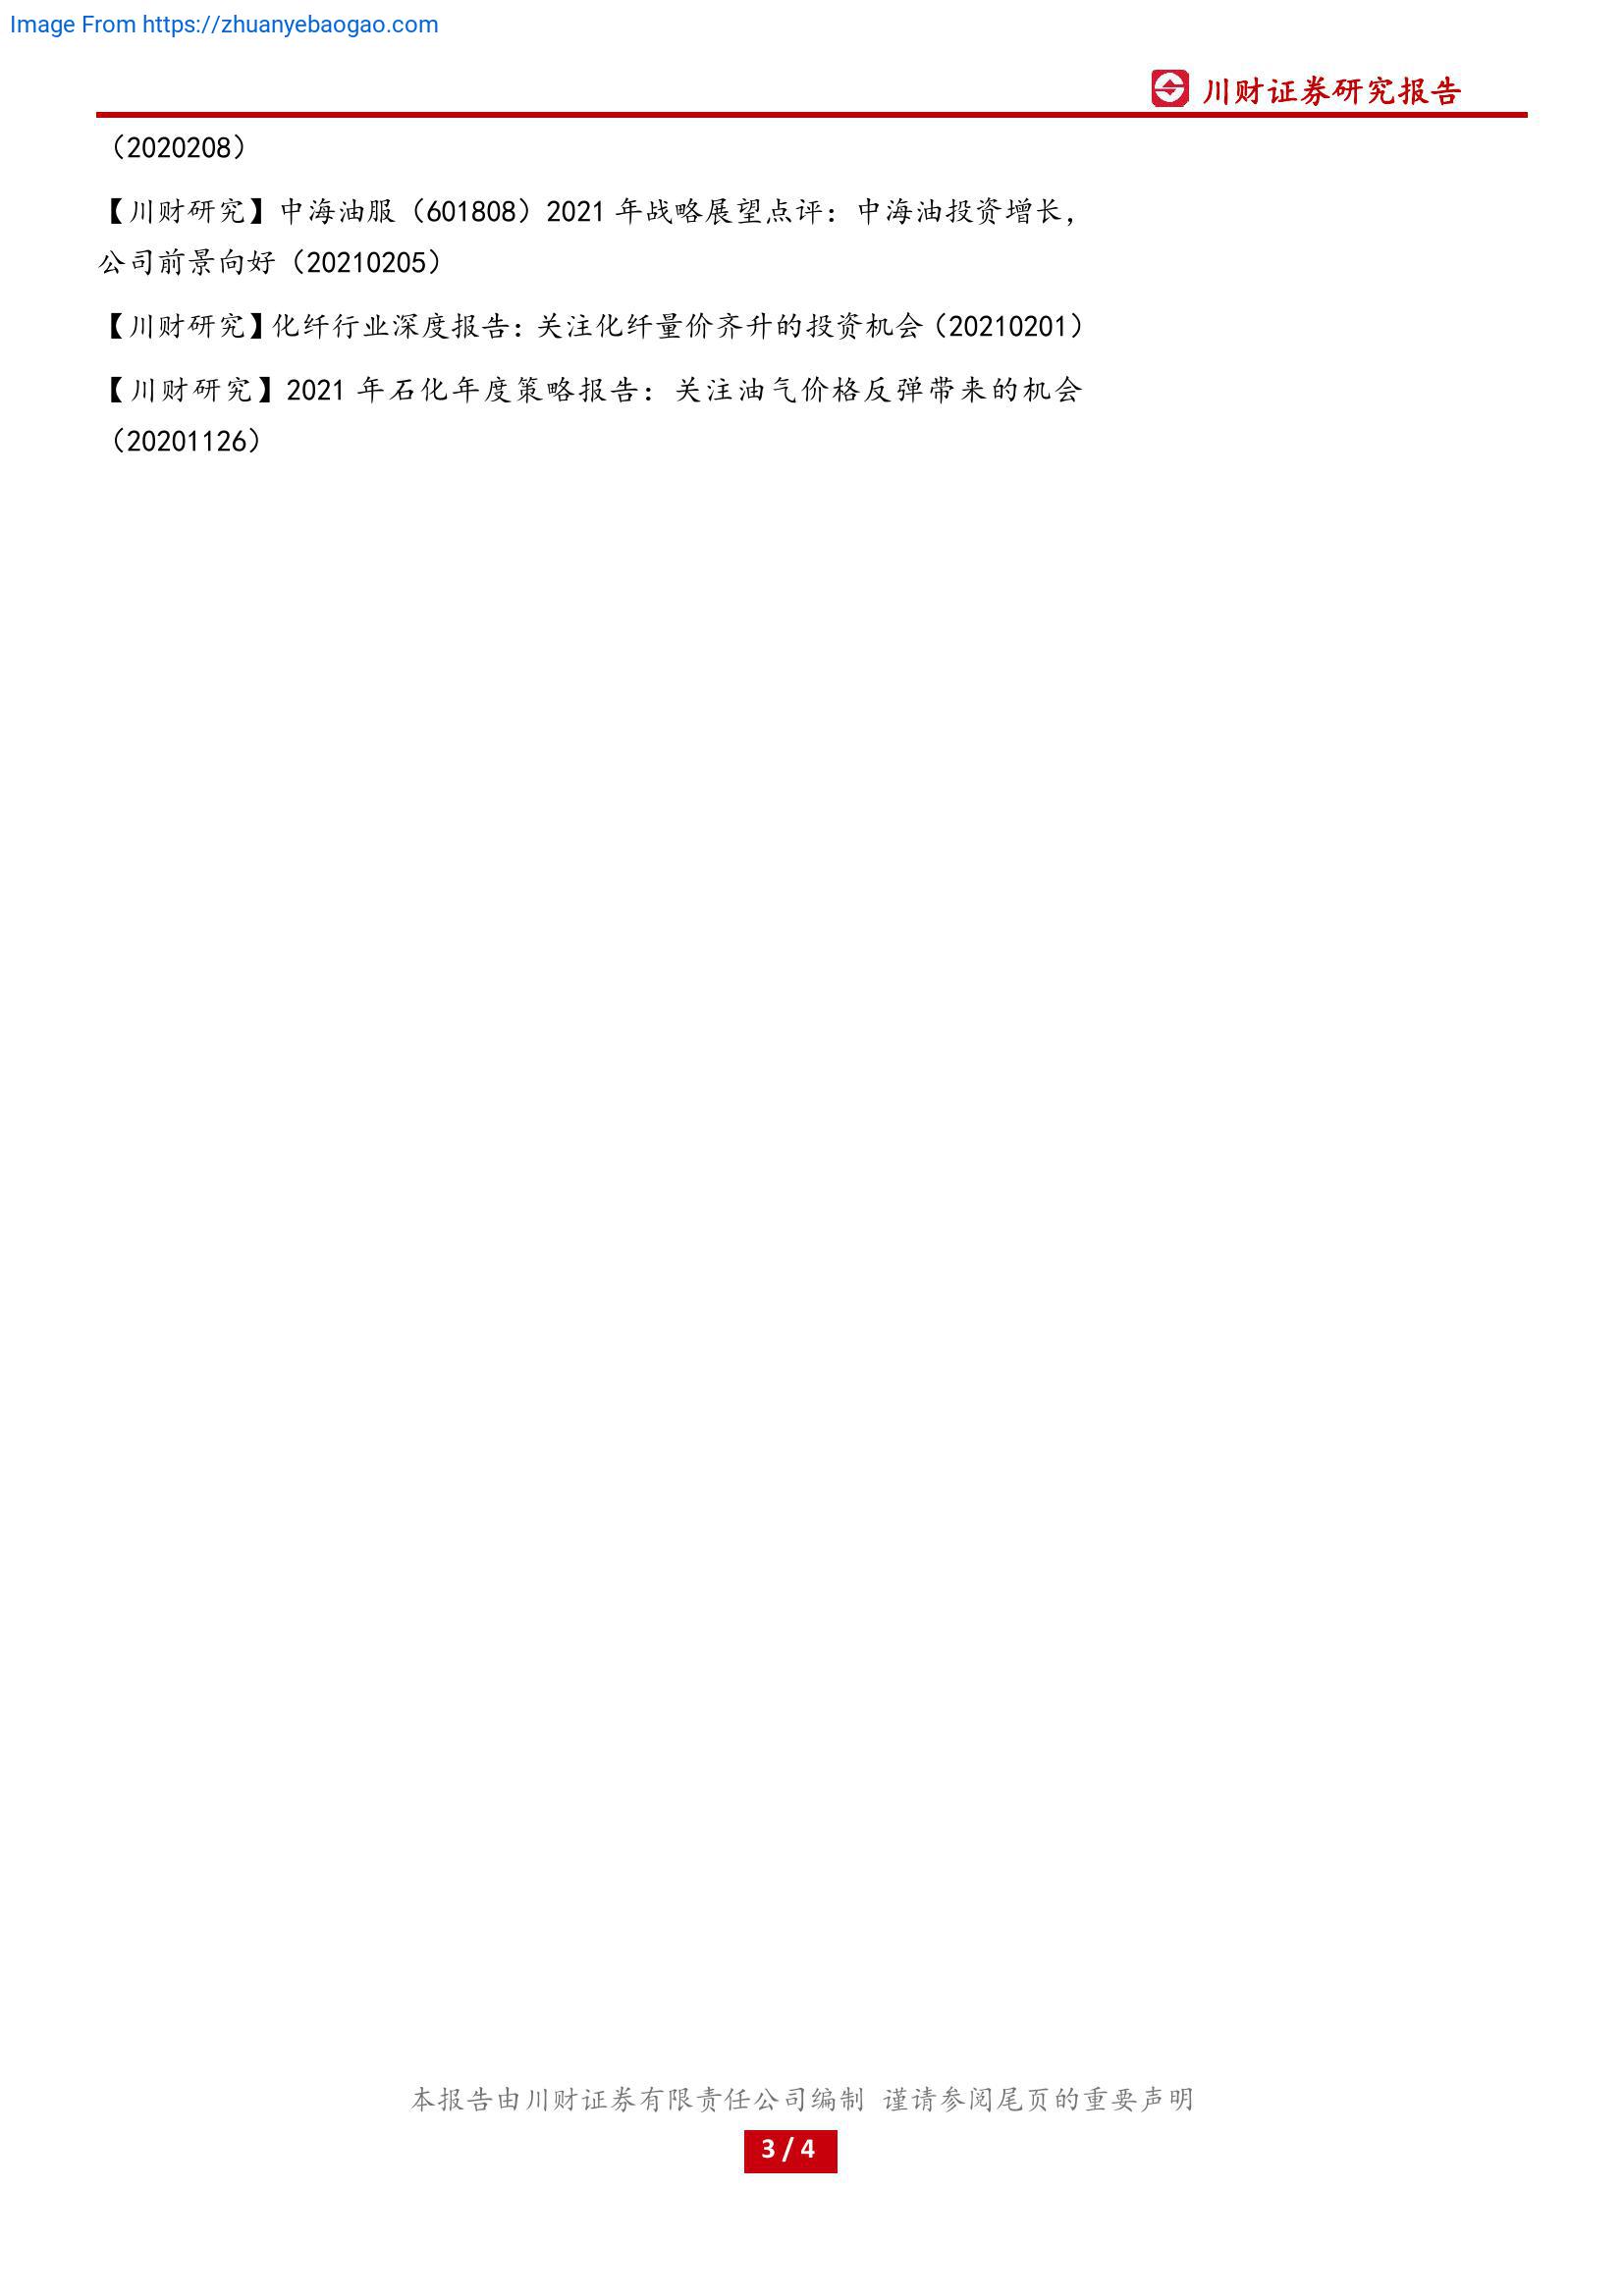 Image From https://zhuanyebaogao.com
川财证券研究报告
（2020208）
【川财研究】中海油服（601808）2021 年战略展望点评：中海油投资增长，
公司前景向好（20210205）
【川财研究】化纤行业深度报告：关注化纤量价齐升的投资机会（20210201）
【川财研究】2021 年石化年度策略报告：关注油气价格反弹带来的机会
（20201126）
本报告由川财证券有限责任公司编制 谨请参阅尾页的重要声明
3 / 4